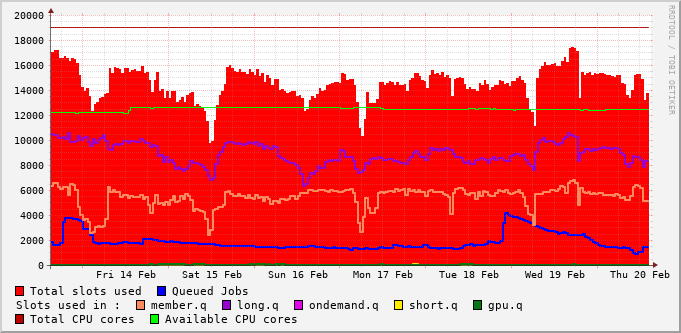 RRDTOOL / TOBI OETIKER
20000
18000
16000
14000
12000
10000
8000
6000
4000
2000
0
Fri 14 Feb Sat 15 Feb Sun 16 Feb Mon 17 Feb Tue 18 Feb Wed 19 Feb Thu 20 Feb
Total slots used Queued Jobs
Slots used in : member.q long.q ondemand.q short.q gpu.q
Total CPU cores Available CPU cores